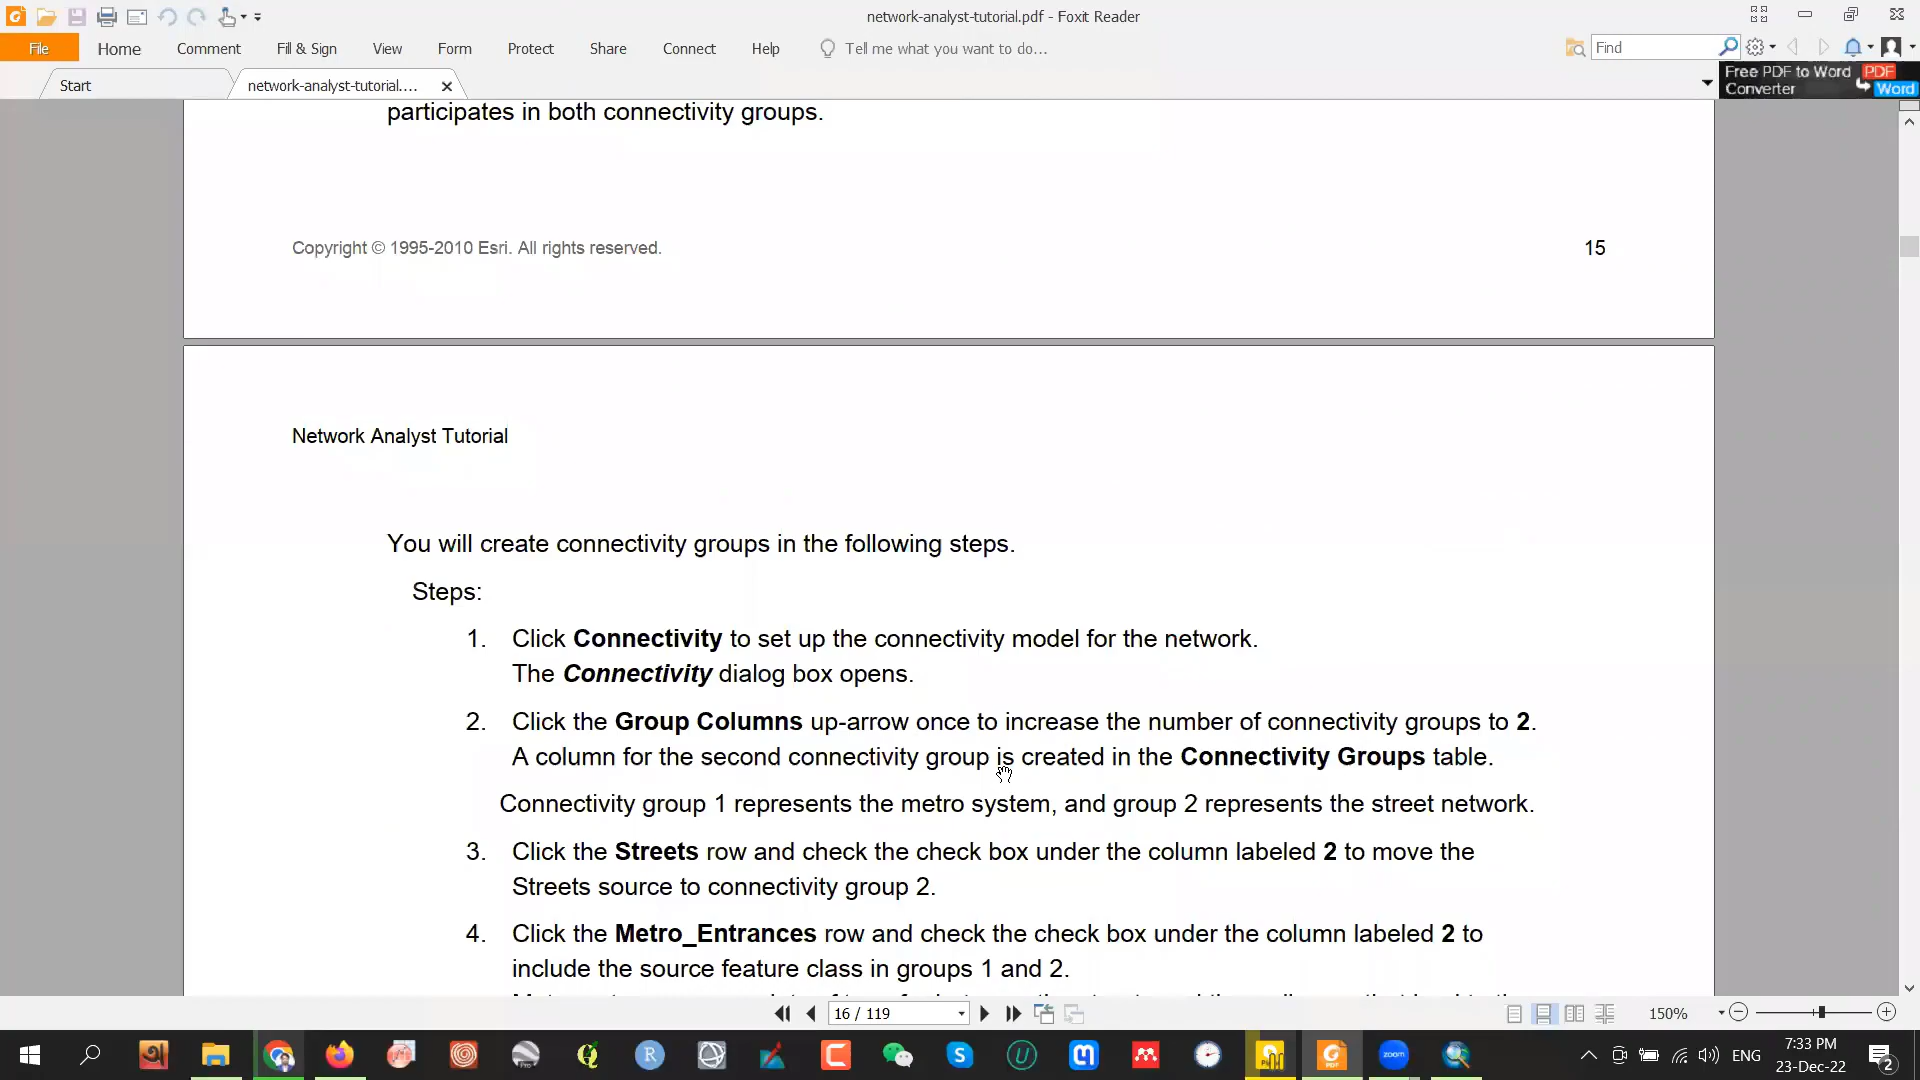 network-analyst-tutorial.pdf - Foxit Reader
File Home Comment Fill & Sign View Form Protect Share Connect Help Tell me what you want to do... Find
Start network-analyst-tutorial.... Free PDF to Word Converter PDF Word
participates in both connectivity groups.
Copyright © 1995-2010 Esri. All rights reserved. 15
Network Analyst Tutorial
You will create connectivity groups in the following steps.
Steps:
1. Click Connectivity to set up the connectivity model for the network.
The Connectivity dialog box opens.
2. Click the Group Columns up-arrow once to increase the number of connectivity groups to 2.
A column for the second connectivity group is created in the Connectivity Groups table.
Connectivity group 1 represents the metro system, and group 2 represents the street network.
3. Click the Streets row and check the check box under the column labeled 2 to move the
Streets source to connectivity group 2.
4. Click the Metro_Entrances row and check the check box under the column labeled 2 to
include the source feature class in groups 1 and 2.
16 / 119 150%
ENG 7:33 PM
23-Dec-22 2